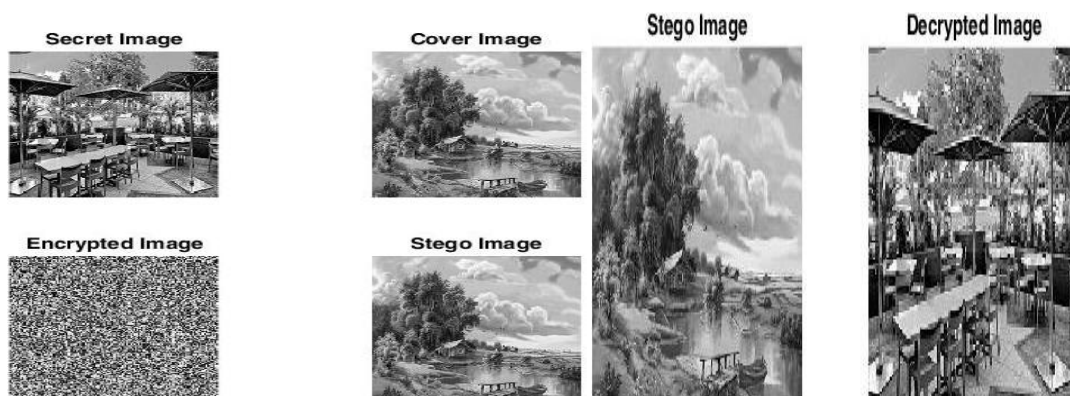 Secret Image
Cover Image
Stego Image
Decrypted Image
Encrypted Image
Stego Image